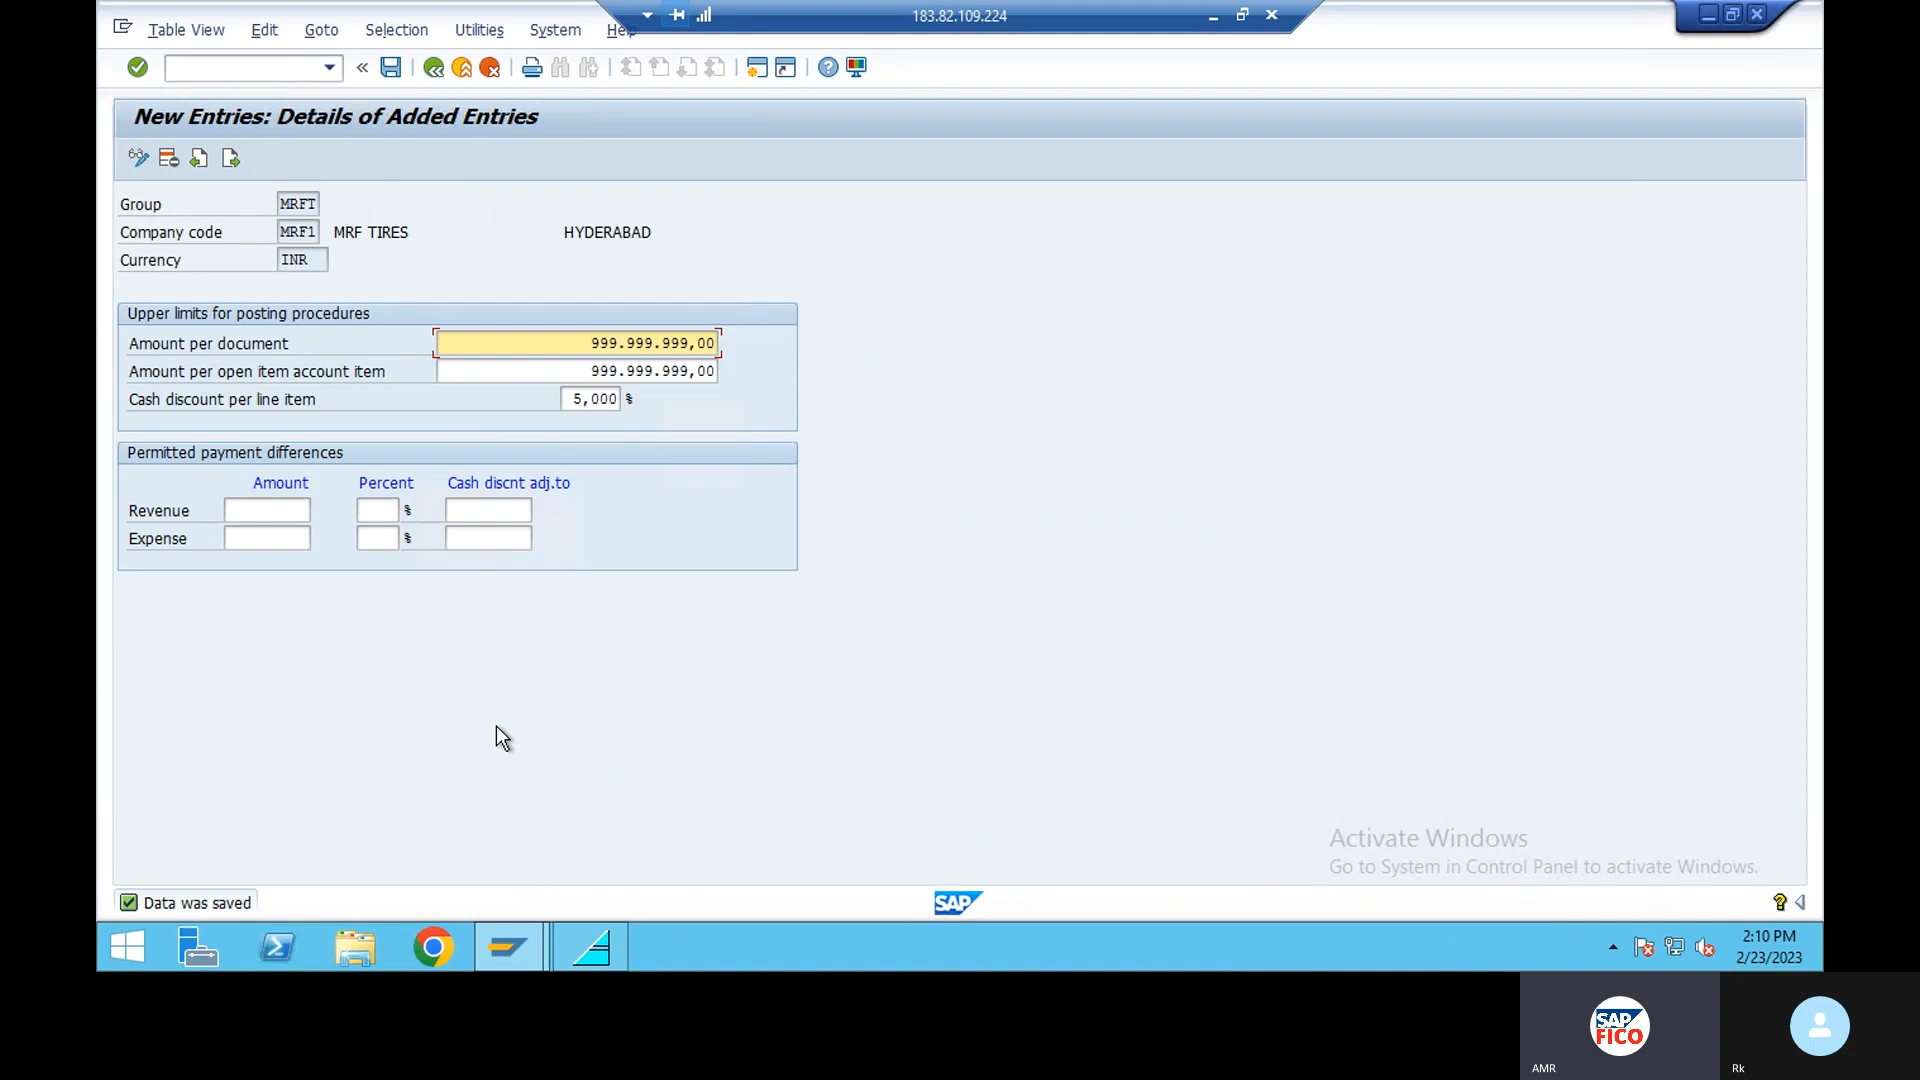 183.82.109.224
Table View Edit Goto Selection Utilities System Help
New Entries: Details of Added Entries
Group MRFT
Company code MRF1 MRF TIRES HYDERABAD
Currency INR
Upper limits for posting procedures
Amount per document 999.999.999,00
Amount per open item account item 999.999.999,00
Cash discount per line item 5,000 %
Permitted payment differences
Amount Percent Cash discnt adj.to
Revenue %
Expense %
Activate Windows
Go to System in Control Panel to activate Windows.
Data was saved
SAP
2:10 PM
2/23/2023
SAP
FICO
AMR
Rk